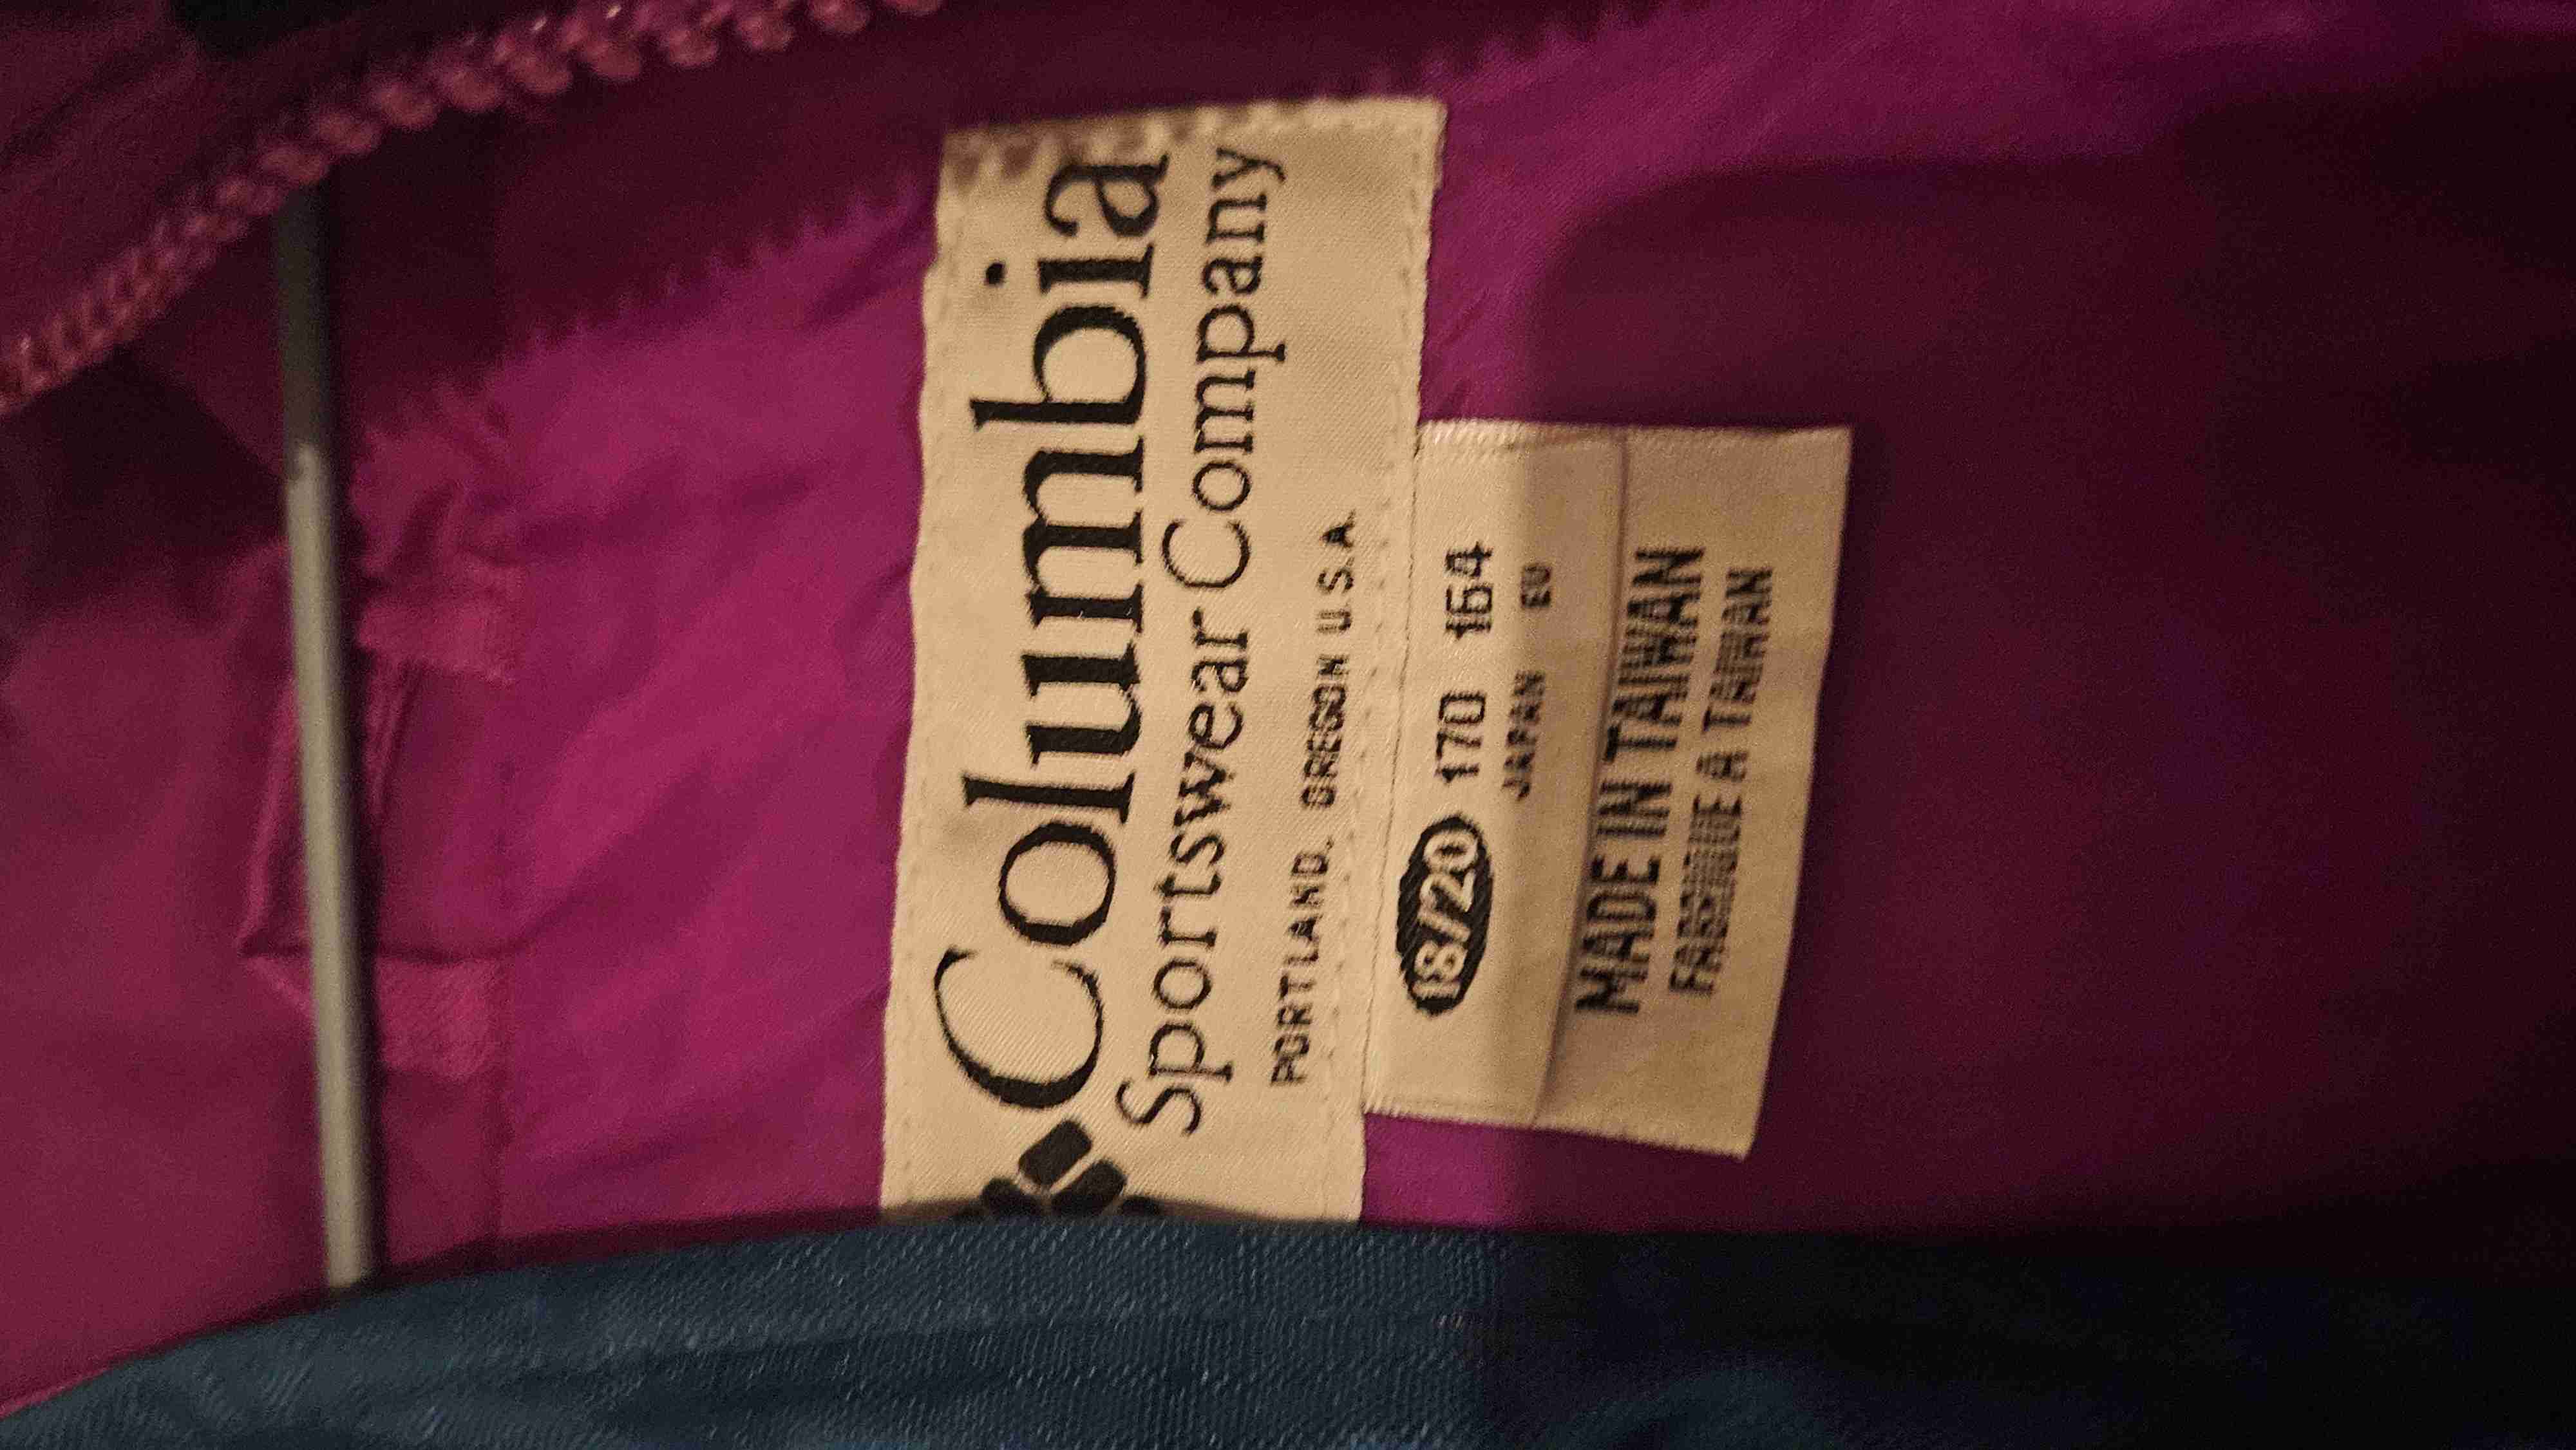 Columbia
Sportswear Company
PORTLAND, OREGON U.S.A.
18/20 170 164
JAPAN EU
MADE IN TAIWAN
FABRIQUE A TAIWAN